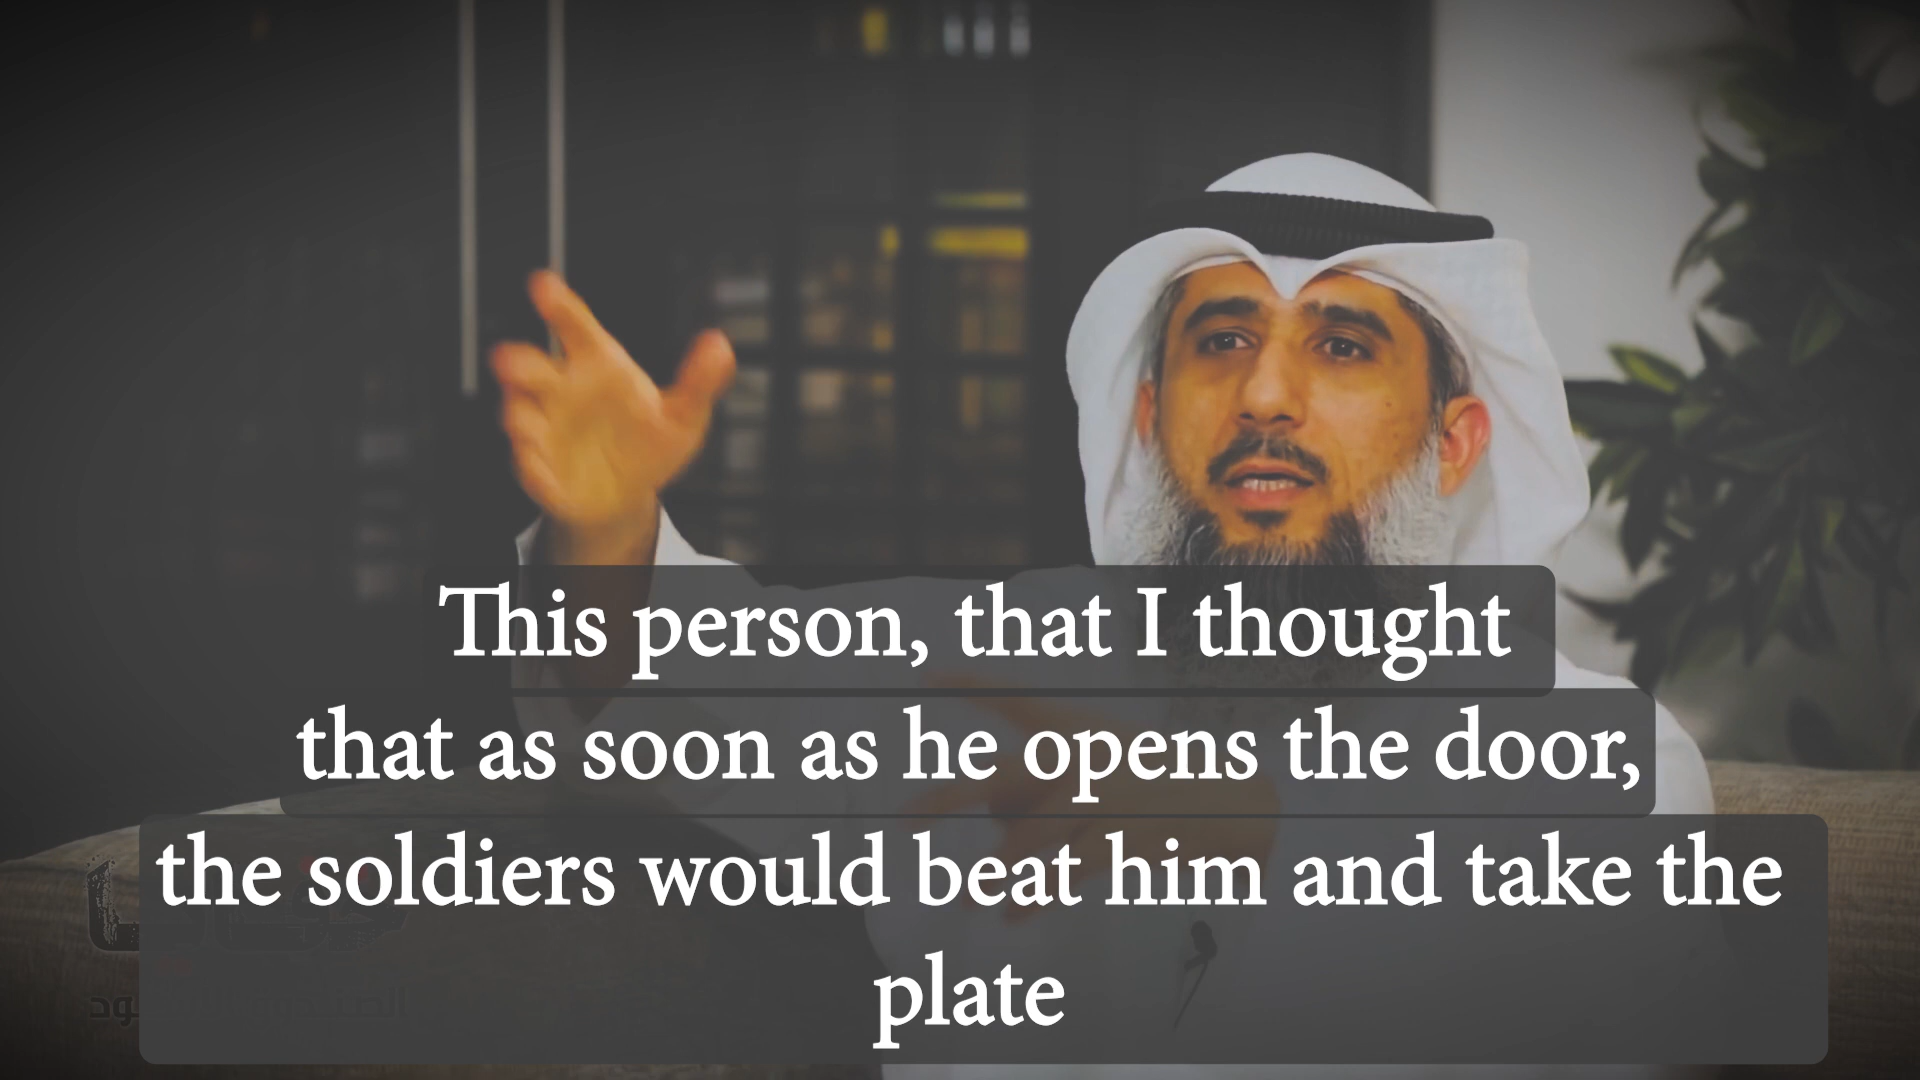 This person, that I thought
that as soon as he opens the door,
the soldiers would beat him and take the
plate